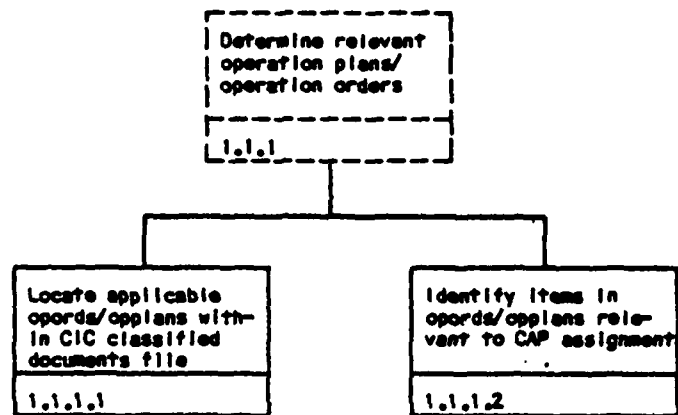 Determine relevant
operation plans/
operation orders
1.1.1
Locate applicable
opords/opplans with-
in CIC classified
documents file
1.1.1.1
Identify items in
opords/opplans rele-
vant to CAP assignment
1.1.1.2